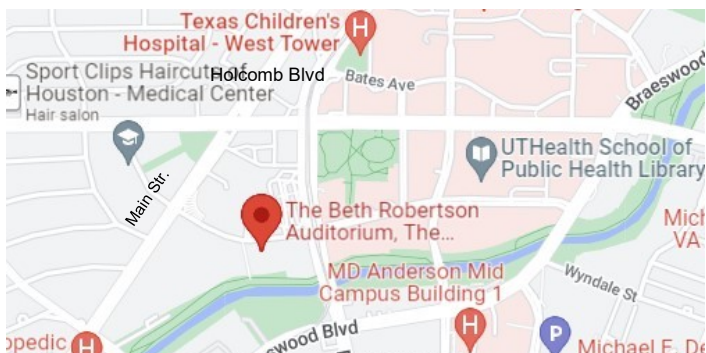 Texas Children's
Hospital - West Tower
Holcomb Blvd
Bates Ave
Braeswood
Sport Clips Haircuts of
Houston - Medical Center
Hair salon
UTHealth School of
Public Health Library
Main Str.
The Beth Robertson
Auditorium, The...
Mich
VA
MD Anderson Mid
Campus Building 1
Wyndale St
swood Blvd
opedic
Michael E. De
H
H
H
P